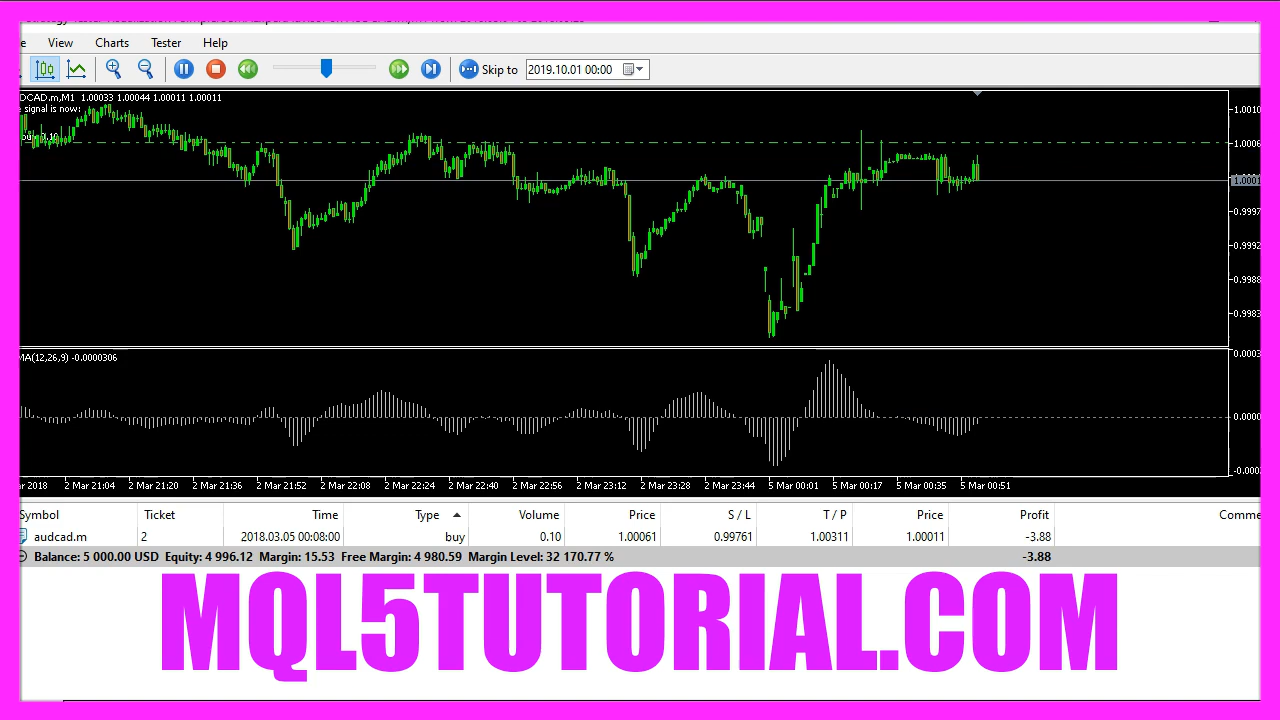 View Charts Tester Help
Skip to 2019.10.01 00:00
DCAD.m,M1 1.00033 1.00044 1.00011 1.00011
signal is now:
buy 0.10
1.0010
1.0006
1.0001
0.9997
0.9992
0.9988
0.9983
MA(12,26,9) -0.0000306
0.0003
0.0000
-0.000
ar 2018 2 Mar 21:04 2 Mar 21:20 2 Mar 21:36 2 Mar 21:52 2 Mar 22:08 2 Mar 22:24 2 Mar 22:40 2 Mar 22:56 2 Mar 23:12 2 Mar 23:28 2 Mar 23:44 5 Mar 00:01 5 Mar 00:17 5 Mar 00:35 5 Mar 00:51
Symbol Ticket Time Type Volume Price S / L T / P Price Profit Comme
audcad.m 2 2018.03.05 00:08:00 buy 0.10 1.00061 0.99761 1.00311 1.00011 -3.88
Balance: 5 000.00 USD Equity: 4 996.12 Margin: 15.53 Free Margin: 4 980.59 Margin Level: 32 170.77 % -3.88
MQL5TUTORIAL.COM